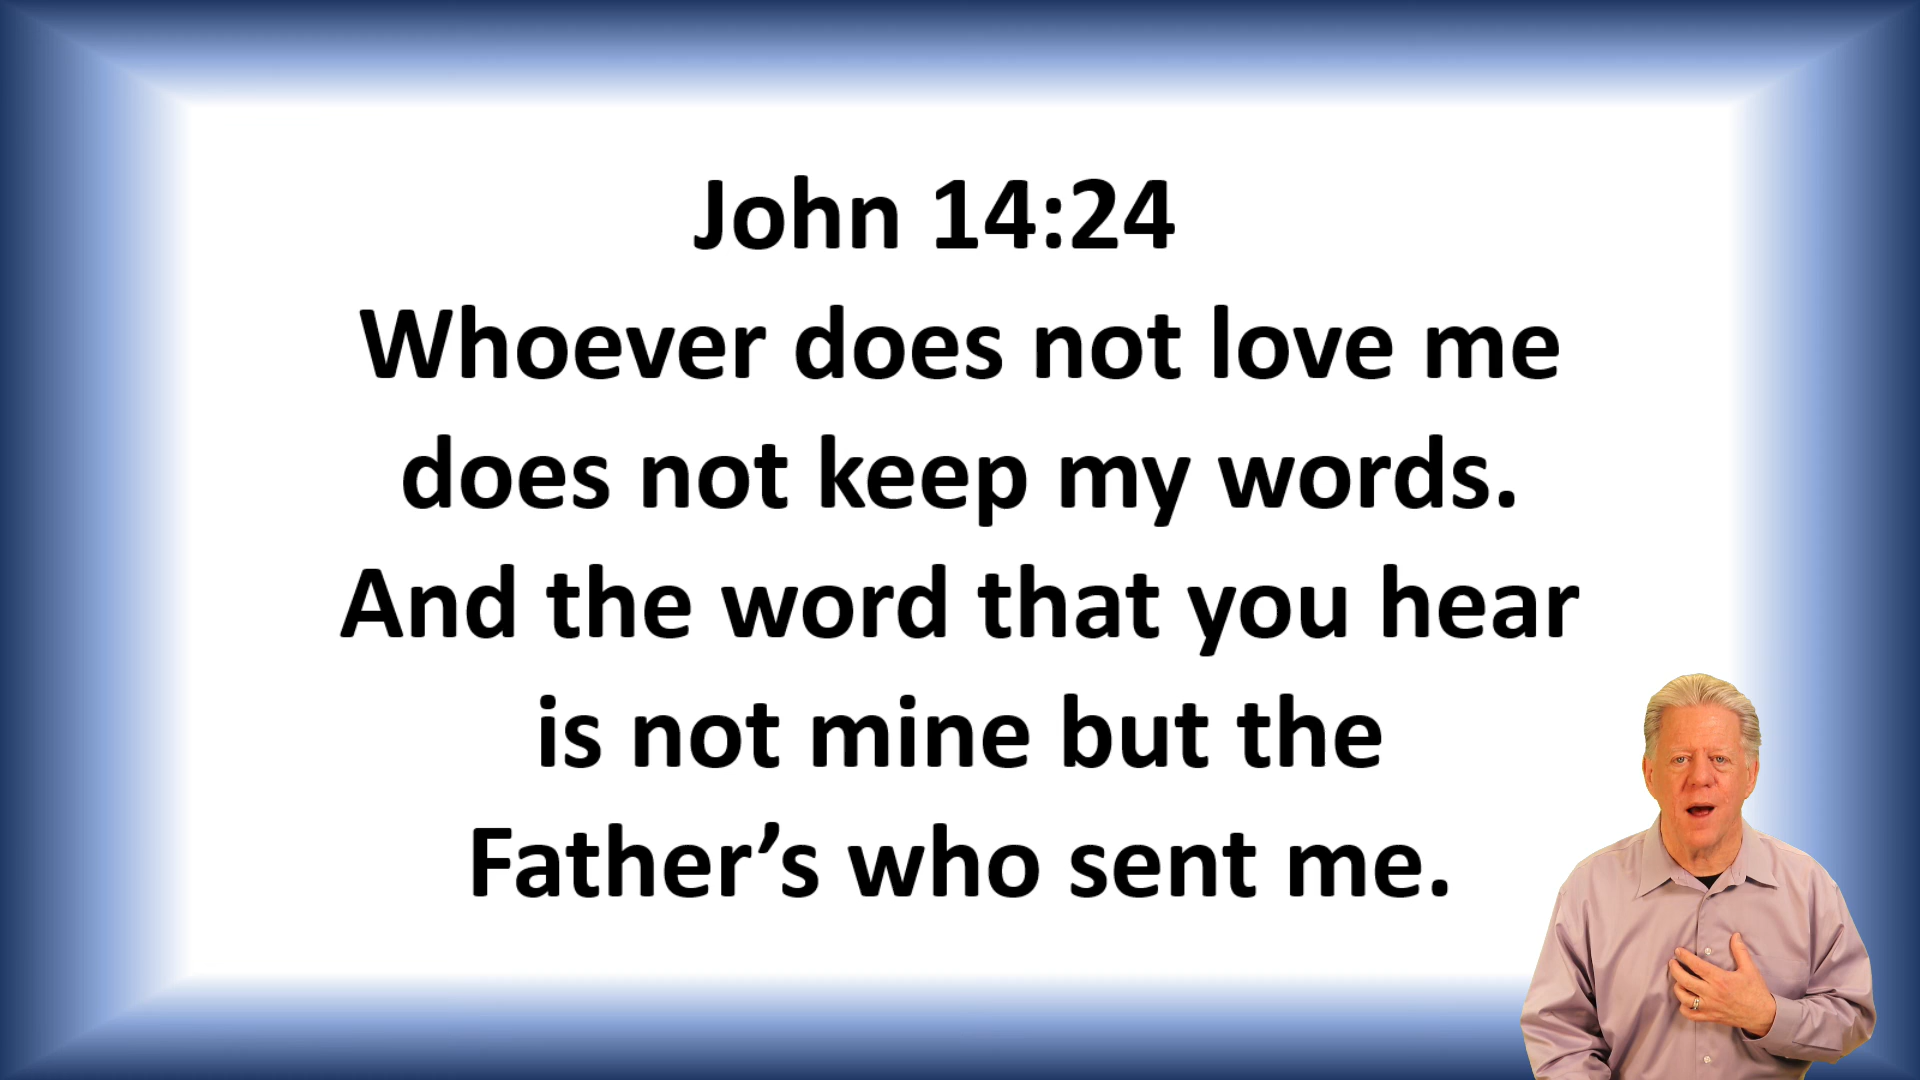 John 14:24
Whoever does not love me
does not keep my words.
And the word that you hear
is not mine but the
Father’s who sent me.